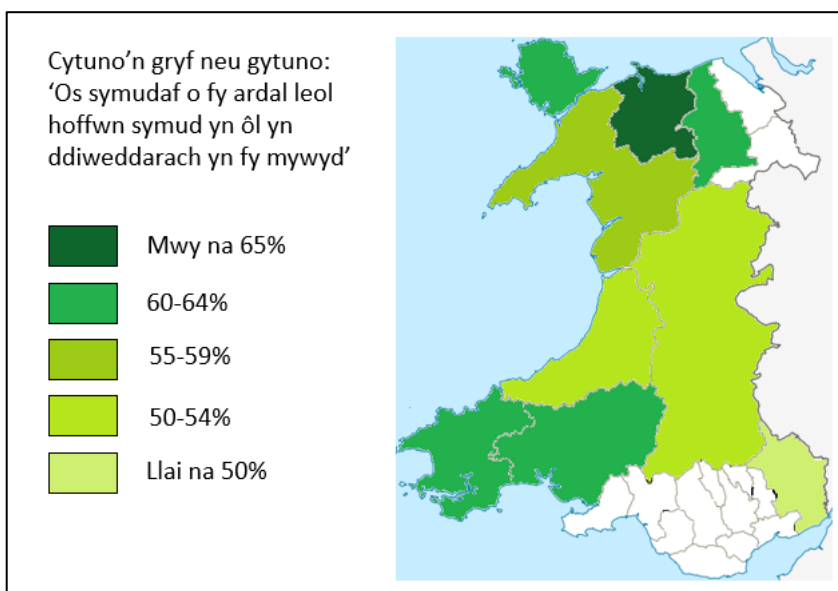 Cytuno’n gryf neu gytuno:
‘Os symudaf o fy ardal leol
hoffwn symud yn ôl yn
ddiweddarach yn fy mywyd’
Mwy na 65%
60-64%
55-59%
50-54%
Llai na 50%